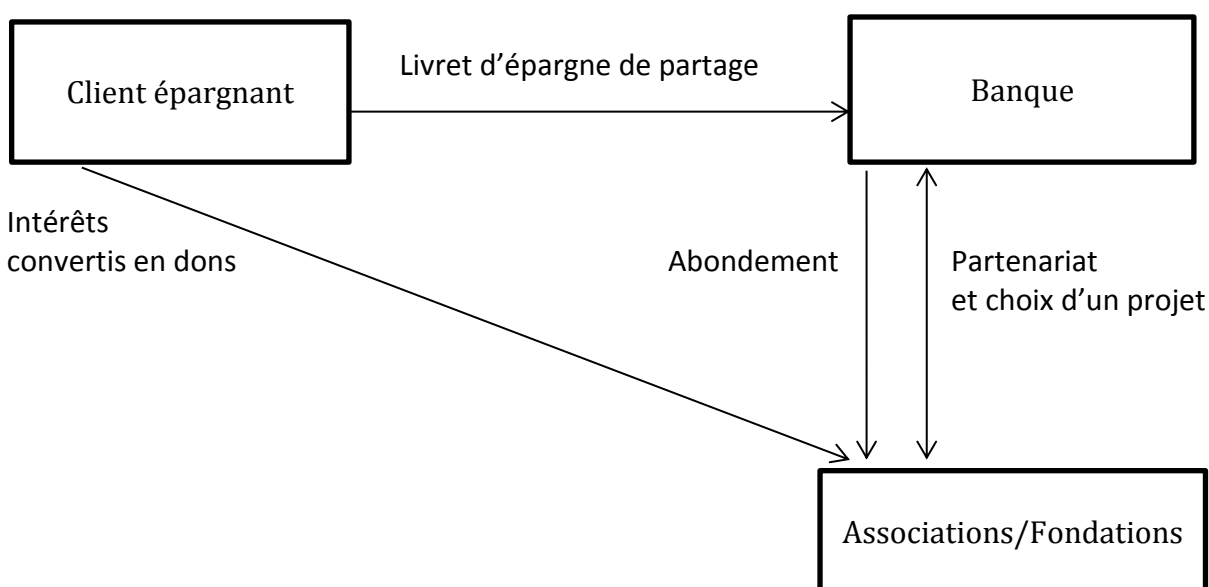 Client épargnant
Livret d’épargne de partage
Banque
Intérêts
convertis en dons
Abondement
Partenariat
et choix d’un projet
Associations/Fondations